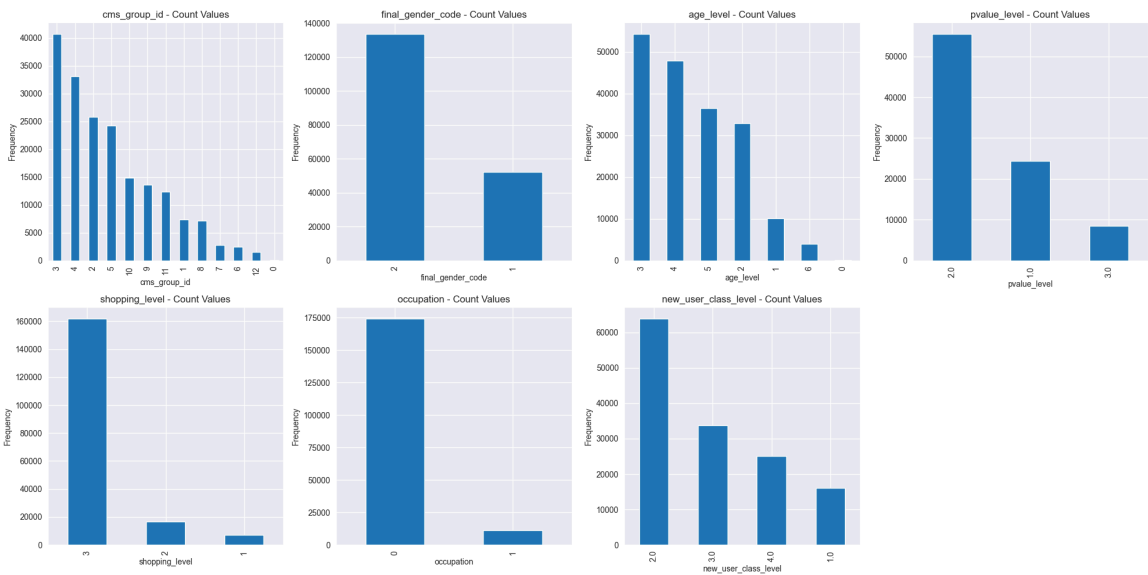 cms_group_id - Count Values
Frequency
40000
35000
30000
25000
20000
15000
10000
5000
0
3 4 2 5 10 9 11 1 8 7 6 12 0
cms_group_id
final_gender_code - Count Values
Frequency
140000
120000
100000
80000
60000
40000
20000
0
2 1
final_gender_code
age_level - Count Values
Frequency
50000
40000
30000
20000
10000
0
3 4 5 2 1 6 0
age_level
pvalue_level - Count Values
Frequency
50000
40000
30000
20000
10000
0
2.0 1.0 3.0
pvalue_level
shopping_level - Count Values
Frequency
160000
140000
120000
100000
80000
60000
40000
20000
0
3 2 1
shopping_level
occupation - Count Values
Frequency
175000
150000
125000
100000
75000
50000
25000
0
0 1
occupation
new_user_class_level - Count Values
Frequency
60000
50000
40000
30000
20000
10000
0
2.0 3.0 4.0 1.0
new_user_class_level